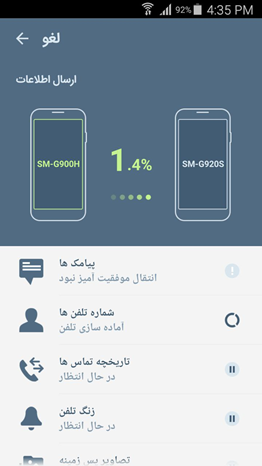 92% 4:35 PM
لغو
ارسال اطلاعات
SM-G900H
1.4%
SM-G920S
پیامک ها
انتقال موفقیت آمیز نبود
شماره تلفن ها
آماده سازی تلفن
تاریخچه تماس ها
در حال انتظار
زنگ تلفن
در حال انتظار
تصاویر پس زمینه